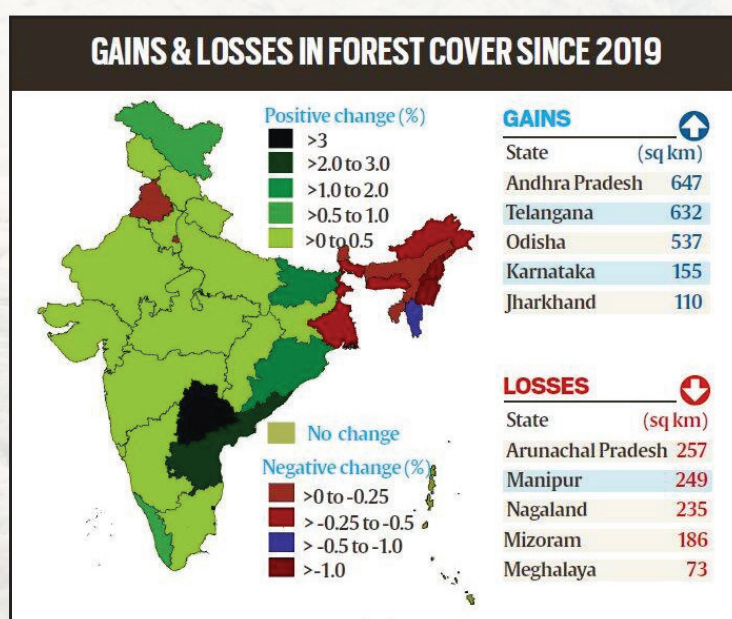 GAINS & LOSSES IN FOREST COVER SINCE 2019
Positive change (%)
>3
>2.0 to 3.0
>1.0 to 2.0
>0.5 to 1.0
>0 to 0.5
No change
Negative change (%)
>0 to -0.25
> -0.25 to -0.5
> -0.5 to -1.0
>-1.0
GAINS
State (sq km)
Andhra Pradesh 647
Telangana 632
Odisha 537
Karnataka 155
Jharkhand 110
LOSSES
State (sq km)
Arunachal Pradesh 257
Manipur 249
Nagaland 235
Mizoram 186
Meghalaya 73